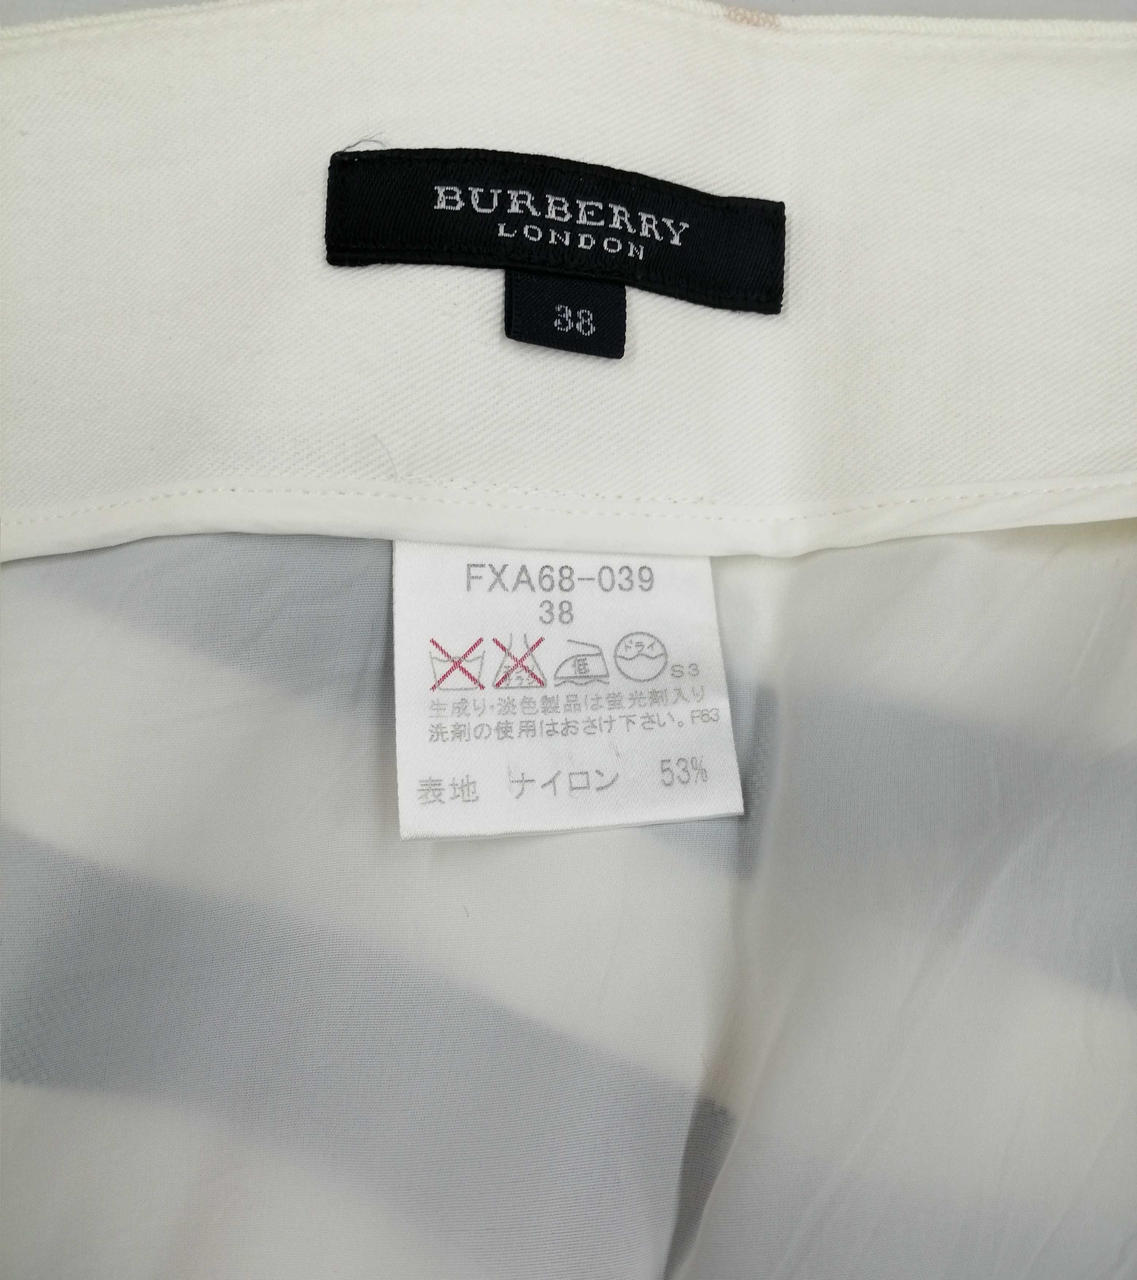 BURBERRY
LONDON
38
FXA68-039
38
低
ドライ
S3
生成り・淡色製品は蛍光剤入り
洗剤の使用はおさけ下さい。F63
表地 ナイロン 53%